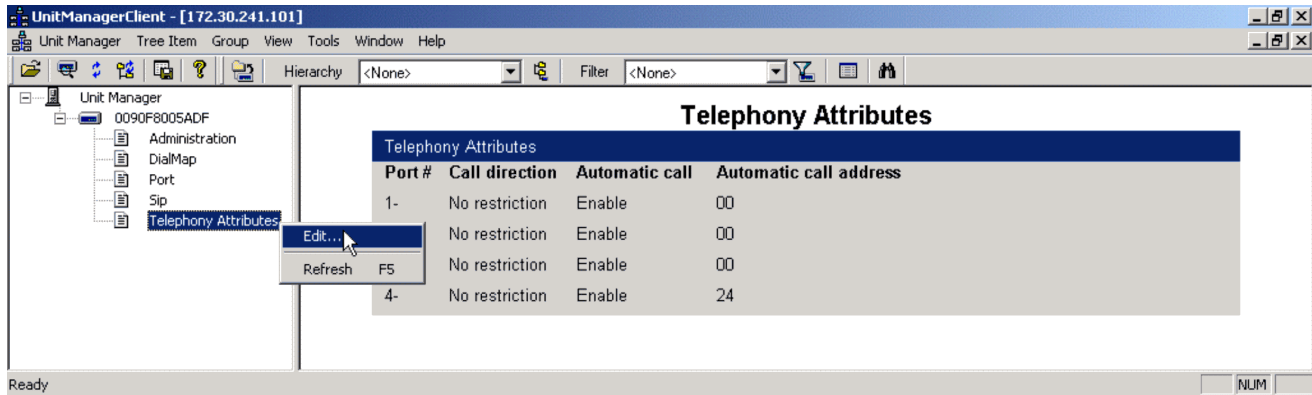 UnitManagerClient - [172.30.241.101]
Unit Manager Tree Item Group View Tools Window Help
Hierarchy <None> Filter <None>
Unit Manager
0090F8005ADF
Administration
DialMap
Port
Sip
Telephony Attributes
Edit...
Refresh F5
Telephony Attributes
Telephony Attributes
Port # Call direction Automatic call Automatic call address
1- No restriction Enable 00
No restriction Enable 00
No restriction Enable 00
4- No restriction Enable 24
Ready NUM